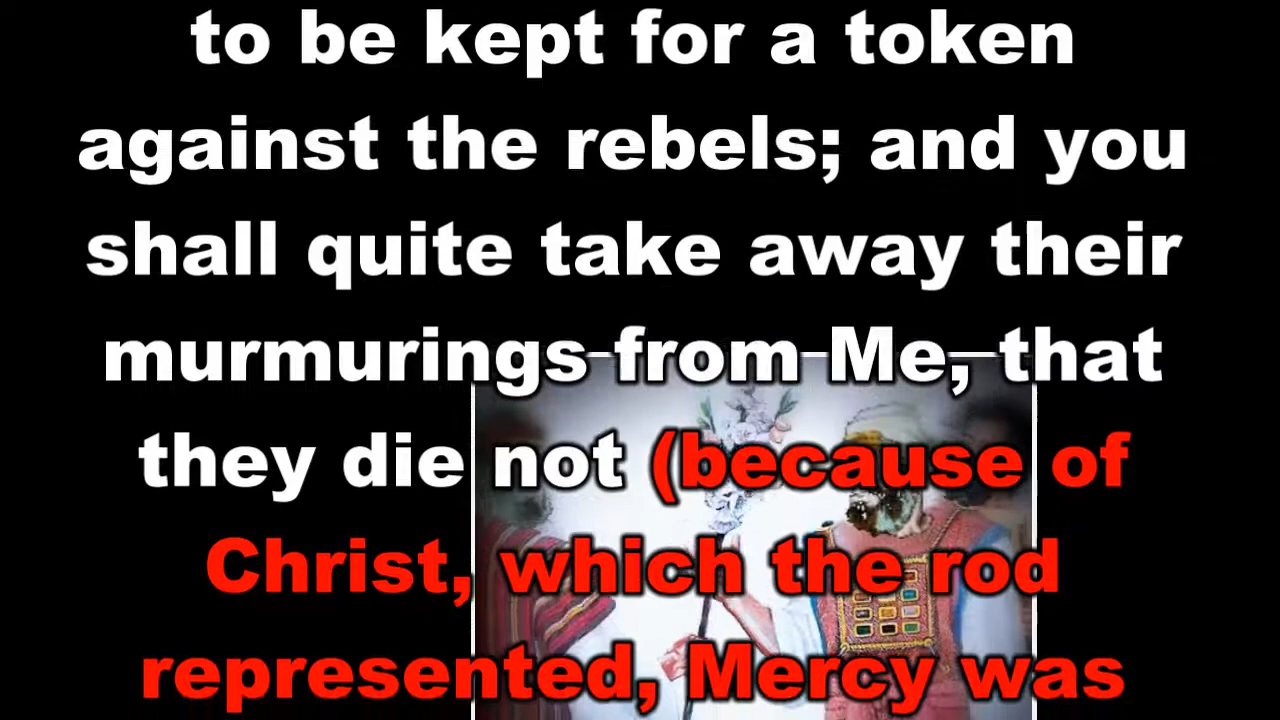 to be kept for a token
against the rebels; and you
shall quite take away their
murmurings from Me, that
they die not (because of
Christ, which the rod
represented, Mercy was